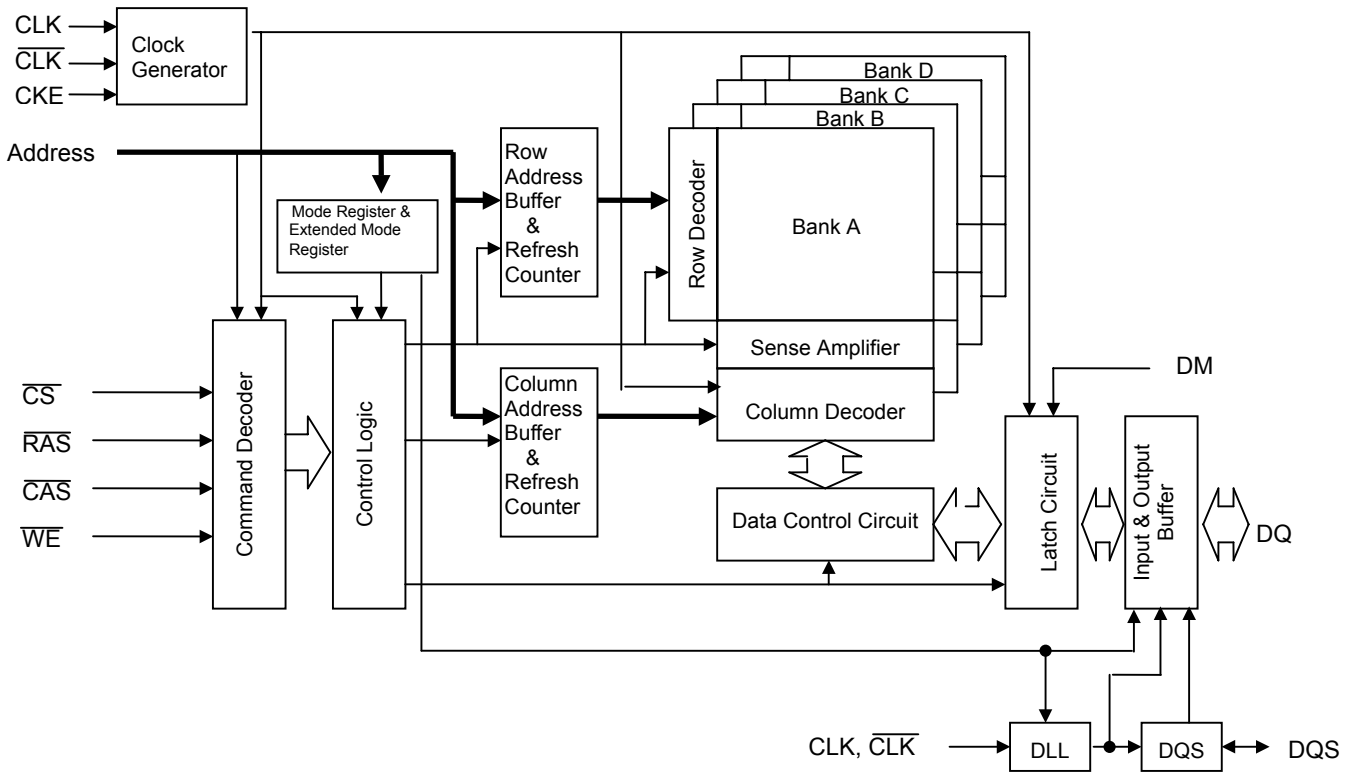 CLK
CLK
CKE
Clock
Generator
Bank D
Bank C
Bank B
Bank A
Address
Row
Address
Buffer
&
Refresh
Counter
Row Decoder
Mode Register &
Extended Mode
Register
Sense Amplifier
Column Decoder
DM
CS
RAS
CAS
WE
Command Decoder
Control Logic
Column
Address
Buffer
&
Refresh
Counter
Data Control Circuit
Latch Circuit
Input & Output
Buffer
DQ
CLK, CLK
DLL
DQS
DQS